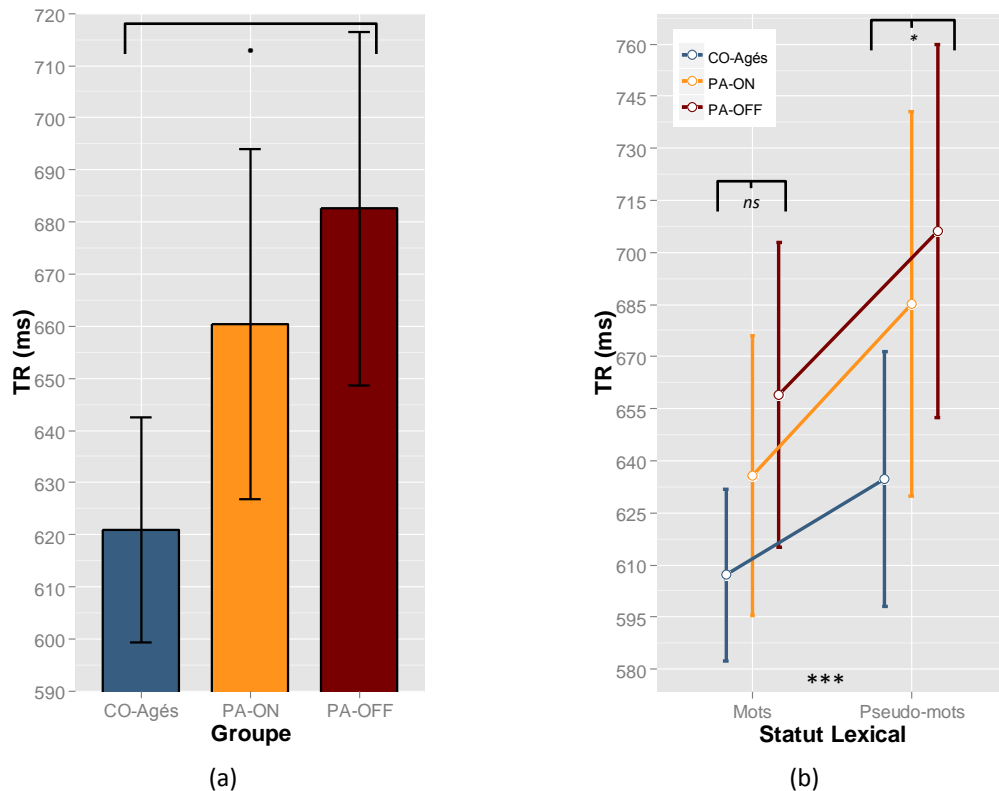 720
710
700
690
680
670
660
650
640
630
620
610
600
590
TR (ms)
•
CO-Agés
PA-ON
PA-OFF
Groupe
(a)
760
745
730
715
700
685
670
655
640
625
610
595
580
TR (ms)
CO-Agés
PA-ON
PA-OFF
ns
*
***
Mots
Pseudo-mots
Statut Lexical
(b)